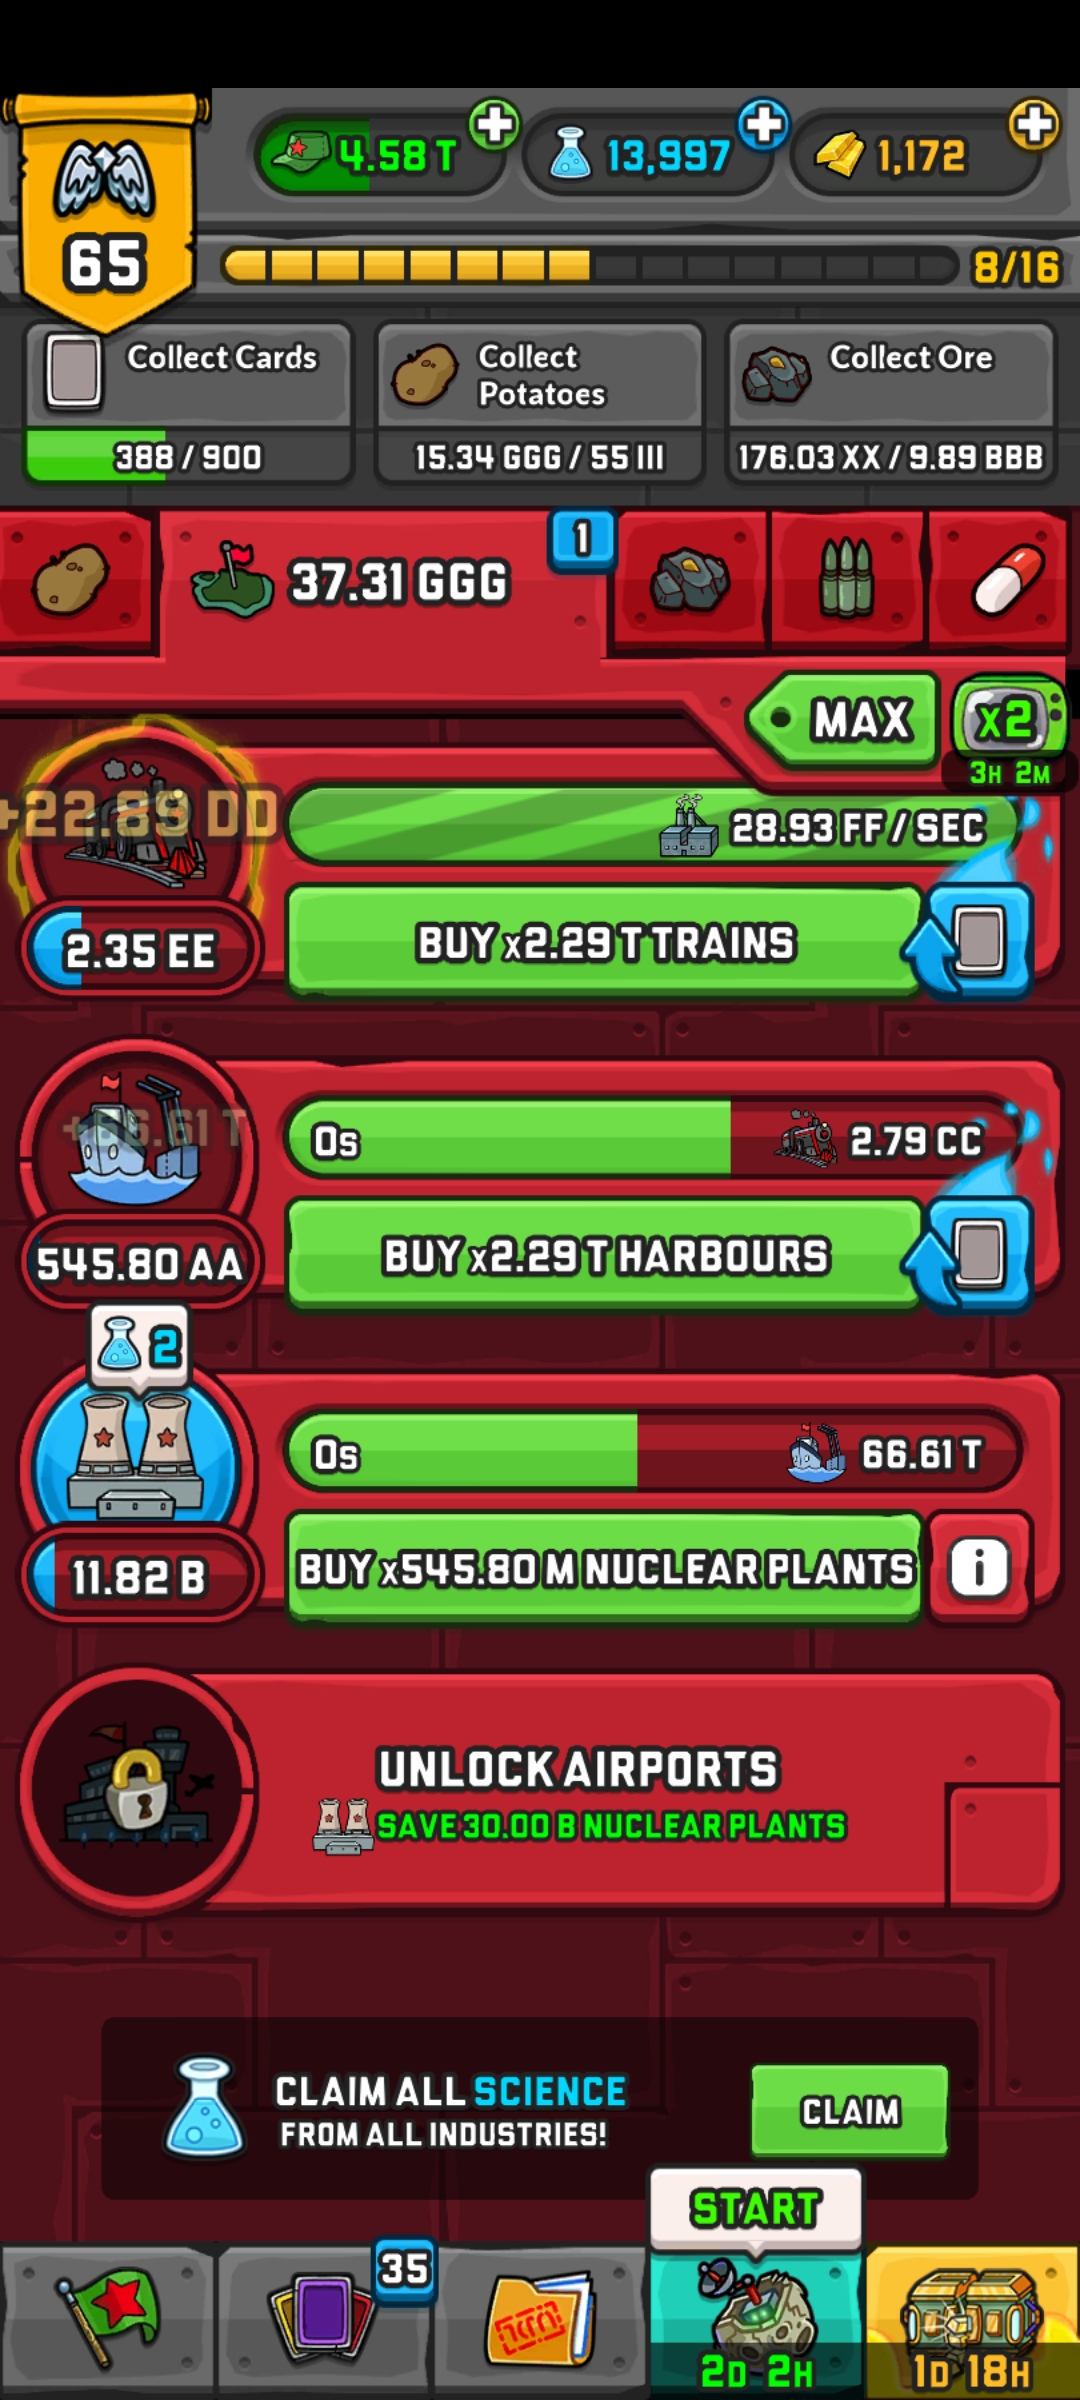 4.58 T
13,997
1,172
65
8/16
Collect Cards
388 / 900
Collect
Potatoes
15.34 GGG / 55 III
Collect Ore
176.03 XX / 9.89 BBB
37.31 GGG
1
MAX
x2
3H 2M
+22.89 DD
28.93 FF / SEC
2.35 EE
BUY x2.29 T TRAINS
+66.61 T
0s
2.79 CC
545.80 AA
BUY x2.29 T HARBOURS
2
0s
66.61 T
11.82 B
BUY x545.80 M NUCLEAR PLANTS
i
UNLOCK AIRPORTS
SAVE 30.00 B NUCLEAR PLANTS
CLAIM ALL SCIENCE
FROM ALL INDUSTRIES!
CLAIM
START
35
2D 2H
1D 18H